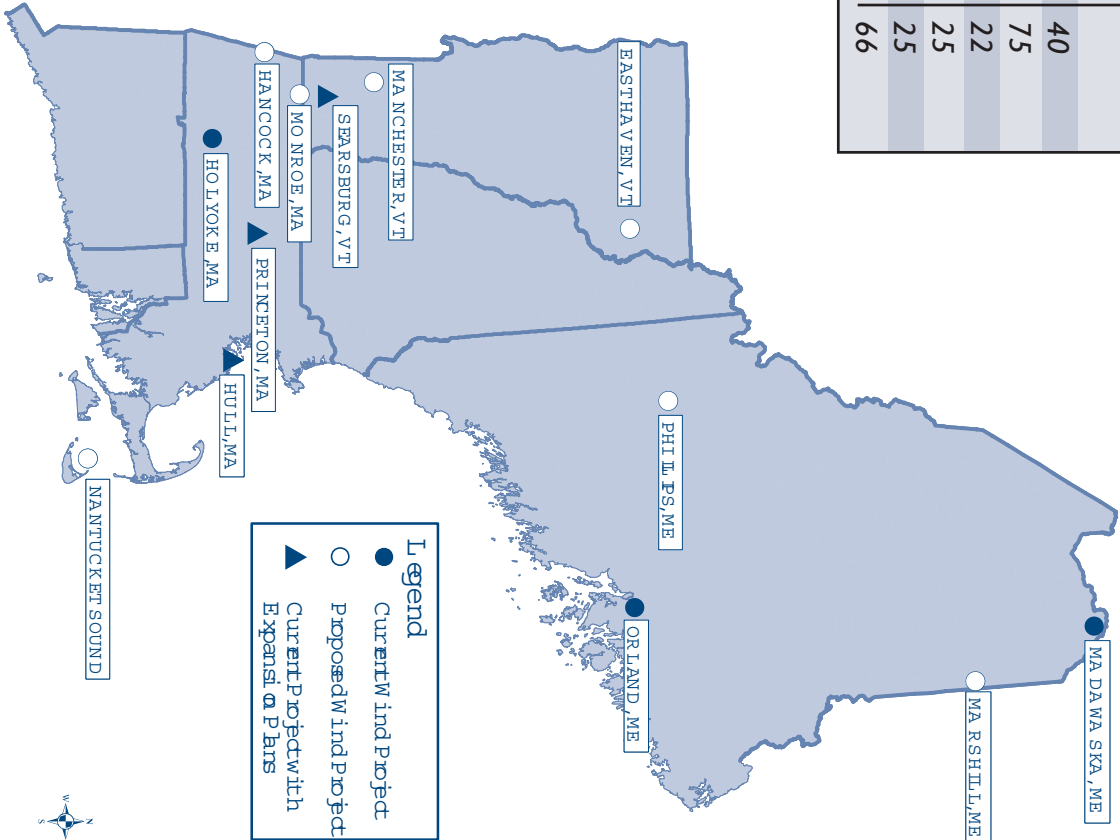 40
75
22
25
25
66
MADAWASKA, ME
MARSHILL, ME
PHILLIPS, ME
ORLAND, ME
EASTHAVEN, VT
MANCHESTER, VT
SEARSBURG, VT
MONROE, MA
HANCOCK, MA
HOLYOKE, MA
PRINCETON, MA
HULL, MA
NANTUCKET SOUND
Legend
Current Wind Project
Proposed Wind Project
Current Project with
Expansion Plans
N
W